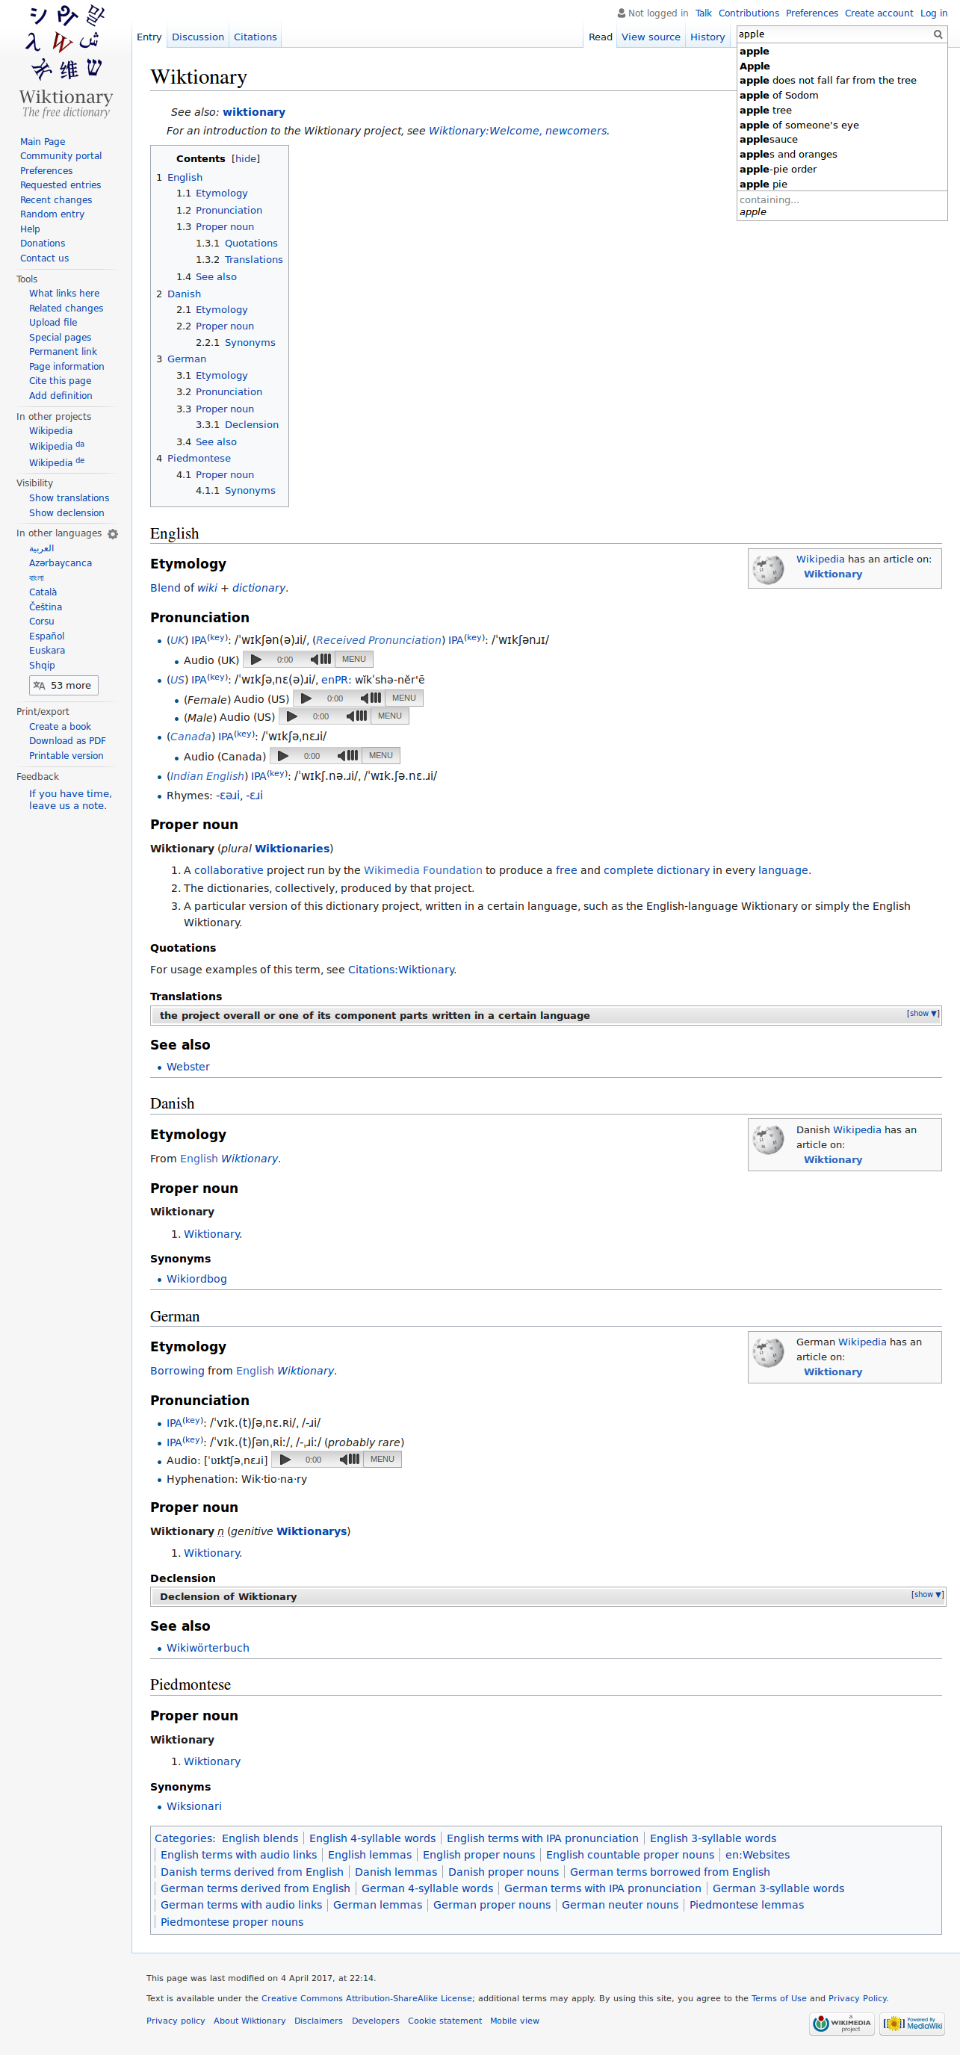 Not logged in Talk Contributions Preferences Create account Log in
Entry Discussion Citations
Read View source History
apple
apple
Apple
apple does not fall far from the tree
apple of Sodom
apple tree
apple of someone's eye
applesauce
apples and oranges
apple-pie order
apple pie
containing...
apple
Wiktionary
The free dictionary
Main Page
Community portal
Preferences
Requested entries
Recent changes
Random entry
Help
Donations
Contact us
Tools
What links here
Related changes
Upload file
Special pages
Permanent link
Page information
Cite this page
Add definition
In other projects
Wikipedia
Wikipedia da
Wikipedia de
Visibility
Show translations
Show declension
In other languages
العربية
Azərbaycanca
বাংলা
Català
Čeština
Corsu
Español
Euskara
Shqip
53 more
Print/export
Create a book
Download as PDF
Printable version
Feedback
If you have time,
leave us a note.
Wiktionary
See also: wiktionary
For an introduction to the Wiktionary project, see Wiktionary:Welcome, newcomers.
Contents [hide]
1 English
1.1 Etymology
1.2 Pronunciation
1.3 Proper noun
1.3.1 Quotations
1.3.2 Translations
1.4 See also
2 Danish
2.1 Etymology
2.2 Proper noun
2.2.1 Synonyms
3 German
3.1 Etymology
3.2 Pronunciation
3.3 Proper noun
3.3.1 Declension
3.4 See also
4 Piedmontese
4.1 Proper noun
4.1.1 Synonyms
English
Etymology
Wikipedia has an article on:
Wiktionary
Blend of wiki + dictionary.
Pronunciation
• (UK) IPA(key): /ˈwɪkʃən(ə)ɹi/, (Received Pronunciation) IPA(key): /ˈwɪkʃənɹɪ/
• Audio (UK) 0:00 MENU
• (US) IPA(key): /ˈwɪkʃəˌnɛ(ə)ɹi/, enPR: wĭkʹshə-nĕr'ē
• (Female) Audio (US) 0:00 MENU
• (Male) Audio (US) 0:00 MENU
• (Canada) IPA(key): /ˈwɪkʃəˌnɛɹi/
• Audio (Canada) 0:00 MENU
• (Indian English) IPA(key): /ˈwɪkʃ.nə.ɹi/, /ˈwɪk.ʃə.nɛ.ɹi/
• Rhymes: -ɛəɹi, -ɛɹi
Proper noun
Wiktionary (plural Wiktionaries)
1. A collaborative project run by the Wikimedia Foundation to produce a free and complete dictionary in every language.
2. The dictionaries, collectively, produced by that project.
3. A particular version of this dictionary project, written in a certain language, such as the English-language Wiktionary or simply the English
Wiktionary.
Quotations
For usage examples of this term, see Citations:Wiktionary.
Translations
the project overall or one of its component parts written in a certain language [show ▼]
See also
• Webster
Danish
Etymology
Danish Wikipedia has an
article on:
Wiktionary
From English Wiktionary.
Proper noun
Wiktionary
1. Wiktionary.
Synonyms
• Wikiordbog
German
Etymology
German Wikipedia has an
article on:
Wiktionary
Borrowing from English Wiktionary.
Pronunciation
• IPA(key): /ˈvɪk.(t)ʃəˌnɛ.ʀi/, /-ɹi/
• IPA(key): /ˈvɪk.(t)ʃənˌʀiː/, /-ˌɹiː/ (probably rare)
• Audio: [ˈʋɪktʃəˌnɛɹi] 0:00 MENU
• Hyphenation: Wik·tio·na·ry
Proper noun
Wiktionary n (genitive Wiktionarys)
1. Wiktionary.
Declension
Declension of Wiktionary [show ▼]
See also
• Wikiwörterbuch
Piedmontese
Proper noun
Wiktionary
1. Wiktionary
Synonyms
• Wiksionari
Categories: English blends | English 4-syllable words | English terms with IPA pronunciation | English 3-syllable words
| English terms with audio links | English lemmas | English proper nouns | English countable proper nouns | en:Websites
| Danish terms derived from English | Danish lemmas | Danish proper nouns | German terms borrowed from English
| German terms derived from English | German 4-syllable words | German terms with IPA pronunciation | German 3-syllable words
| German terms with audio links | German lemmas | German proper nouns | German neuter nouns | Piedmontese lemmas
| Piedmontese proper nouns
This page was last modified on 4 April 2017, at 22:14.
Text is available under the Creative Commons Attribution-ShareAlike License; additional terms may apply. By using this site, you agree to the Terms of Use and Privacy Policy.
Privacy policy About Wiktionary Disclaimers Developers Cookie statement Mobile view
A WIKIMEDIA project
Powered By MediaWiki